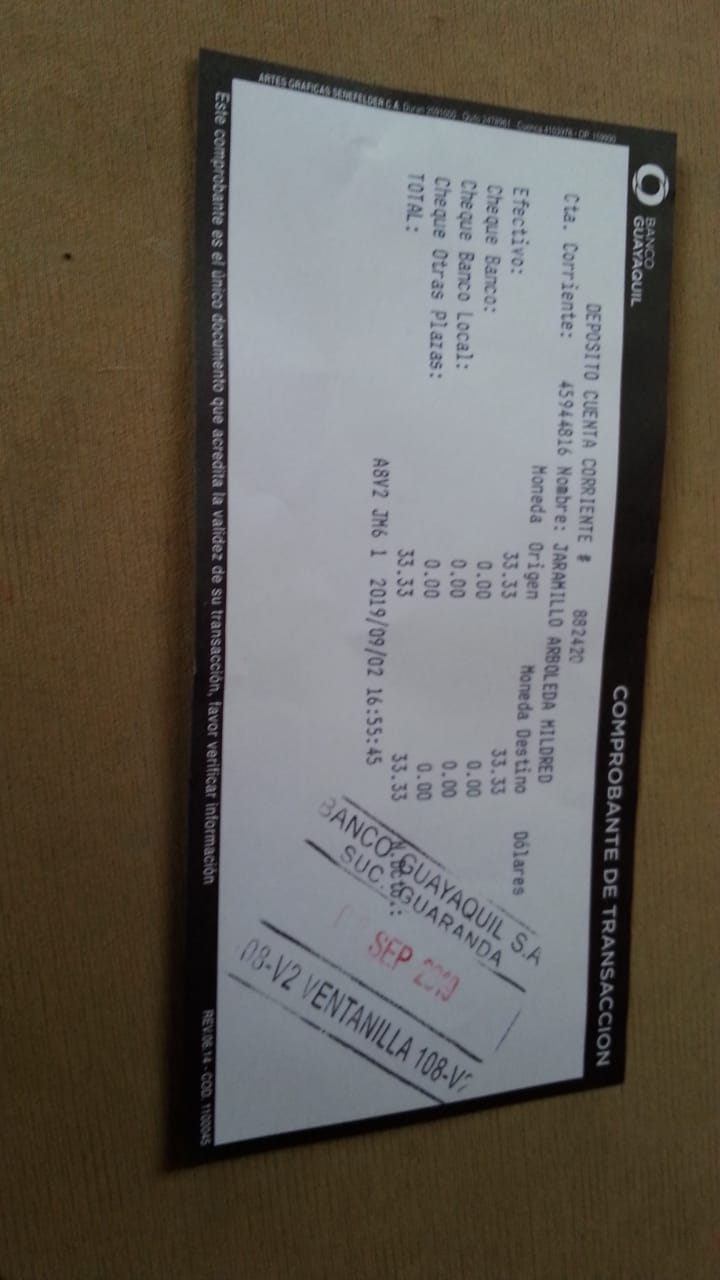 BANCO
GUAYAQUIL
COMPROBANTE DE TRANSACCION
DEPOSITO CUENTA CORRIENTE # 882420
Cta. Corriente: 45944816 Nombre: JARAMILLO ARBOLEDA MILDRED
Moneda Origen Moneda Destino Dólares
Efectivo: 33.33 33.33
Cheque Banco: 0.00 0.00
Cheque Banco Local: 0.00 0.00
Cheque Otras Plazas: 0.00 0.00
TOTAL: 33.33 33.33
A8V2 JM6 1 2019/09/02 16:55:45
BANCO GUAYAQUIL S.A
SUC. GUARANDA
SEP 2019
08-V2 VENTANILLA 108-V2
Este comprobante es el único documento que acredita la validez de su transacción, favor verificar información
REV.06.14 - COD. 1100045
ARTES GRAFICAS SENEFELDER C.A.